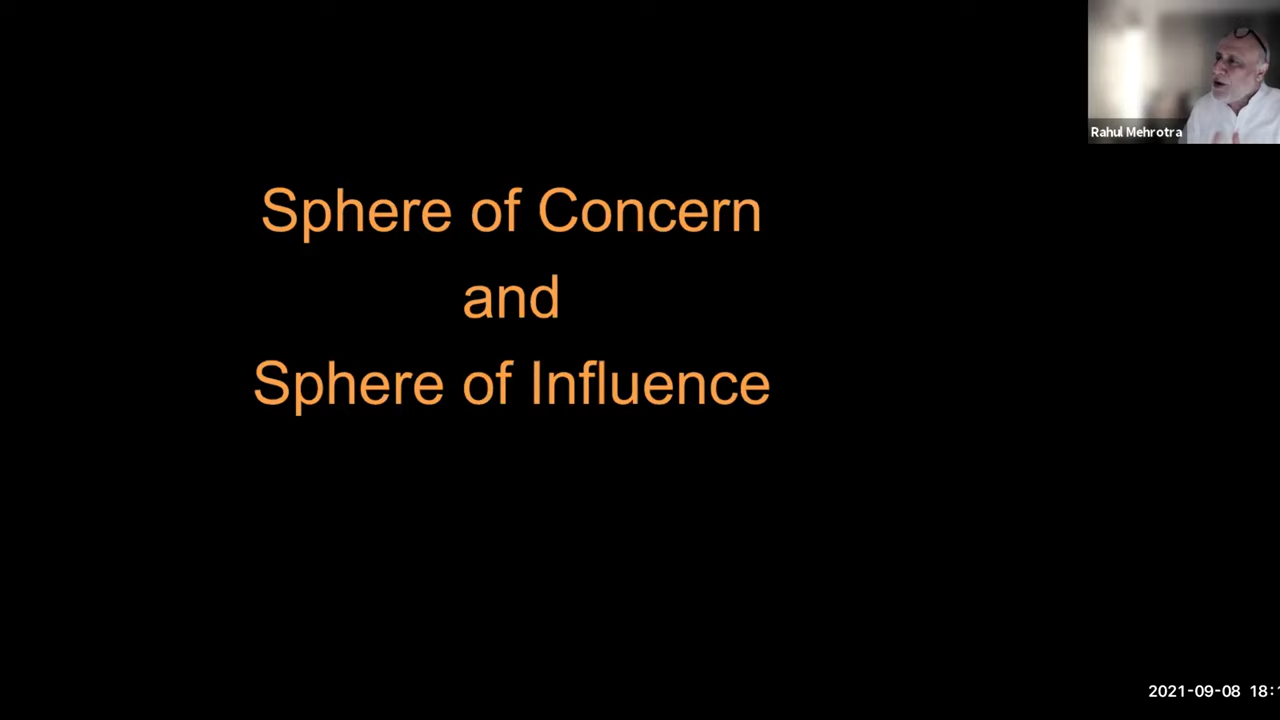 Rahul Mehrotra
Sphere of Concern
and
Sphere of Influence
2021-09-08 18: